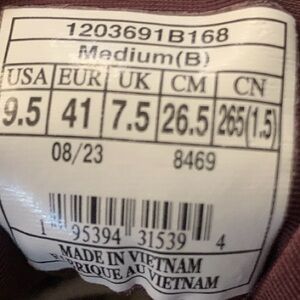 1203691B168
Medium(B)
USA EUR UK CM CN
9.5 41 7.5 26.5 265(1.5)
08/23 8469
1 95394 31539 4
MADE IN VIETNAM
FABRIQUE AU VIETNAM